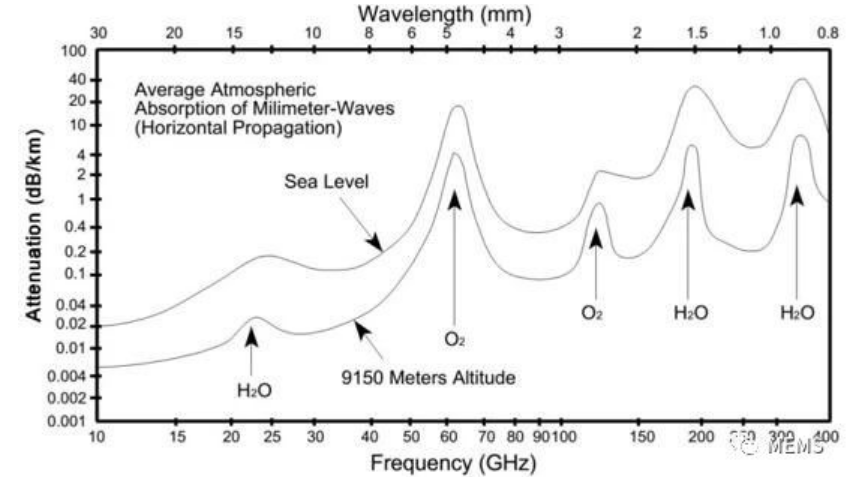 Wavelength (mm)
30 20 15 10 8 7 6 5 4 3 2 1.5 1.0 0.8
100
Average Atmospheric
40
Absorption of Milimeter-Waves
20
(Horizontal Propagation)
10
4
Sea Level
2
1
0.4
0.2
0.1
0.04
O₂ H₂O H₂O
0.02
O₂
0.01
9150 Meters Altitude
0.004
H₂O
0.002
0.001
Attenuation (dB/km)
10 15 20 25 30 40 50 60 70 80 90 100 150 200 300 400
MEMS
Frequency (GHz)